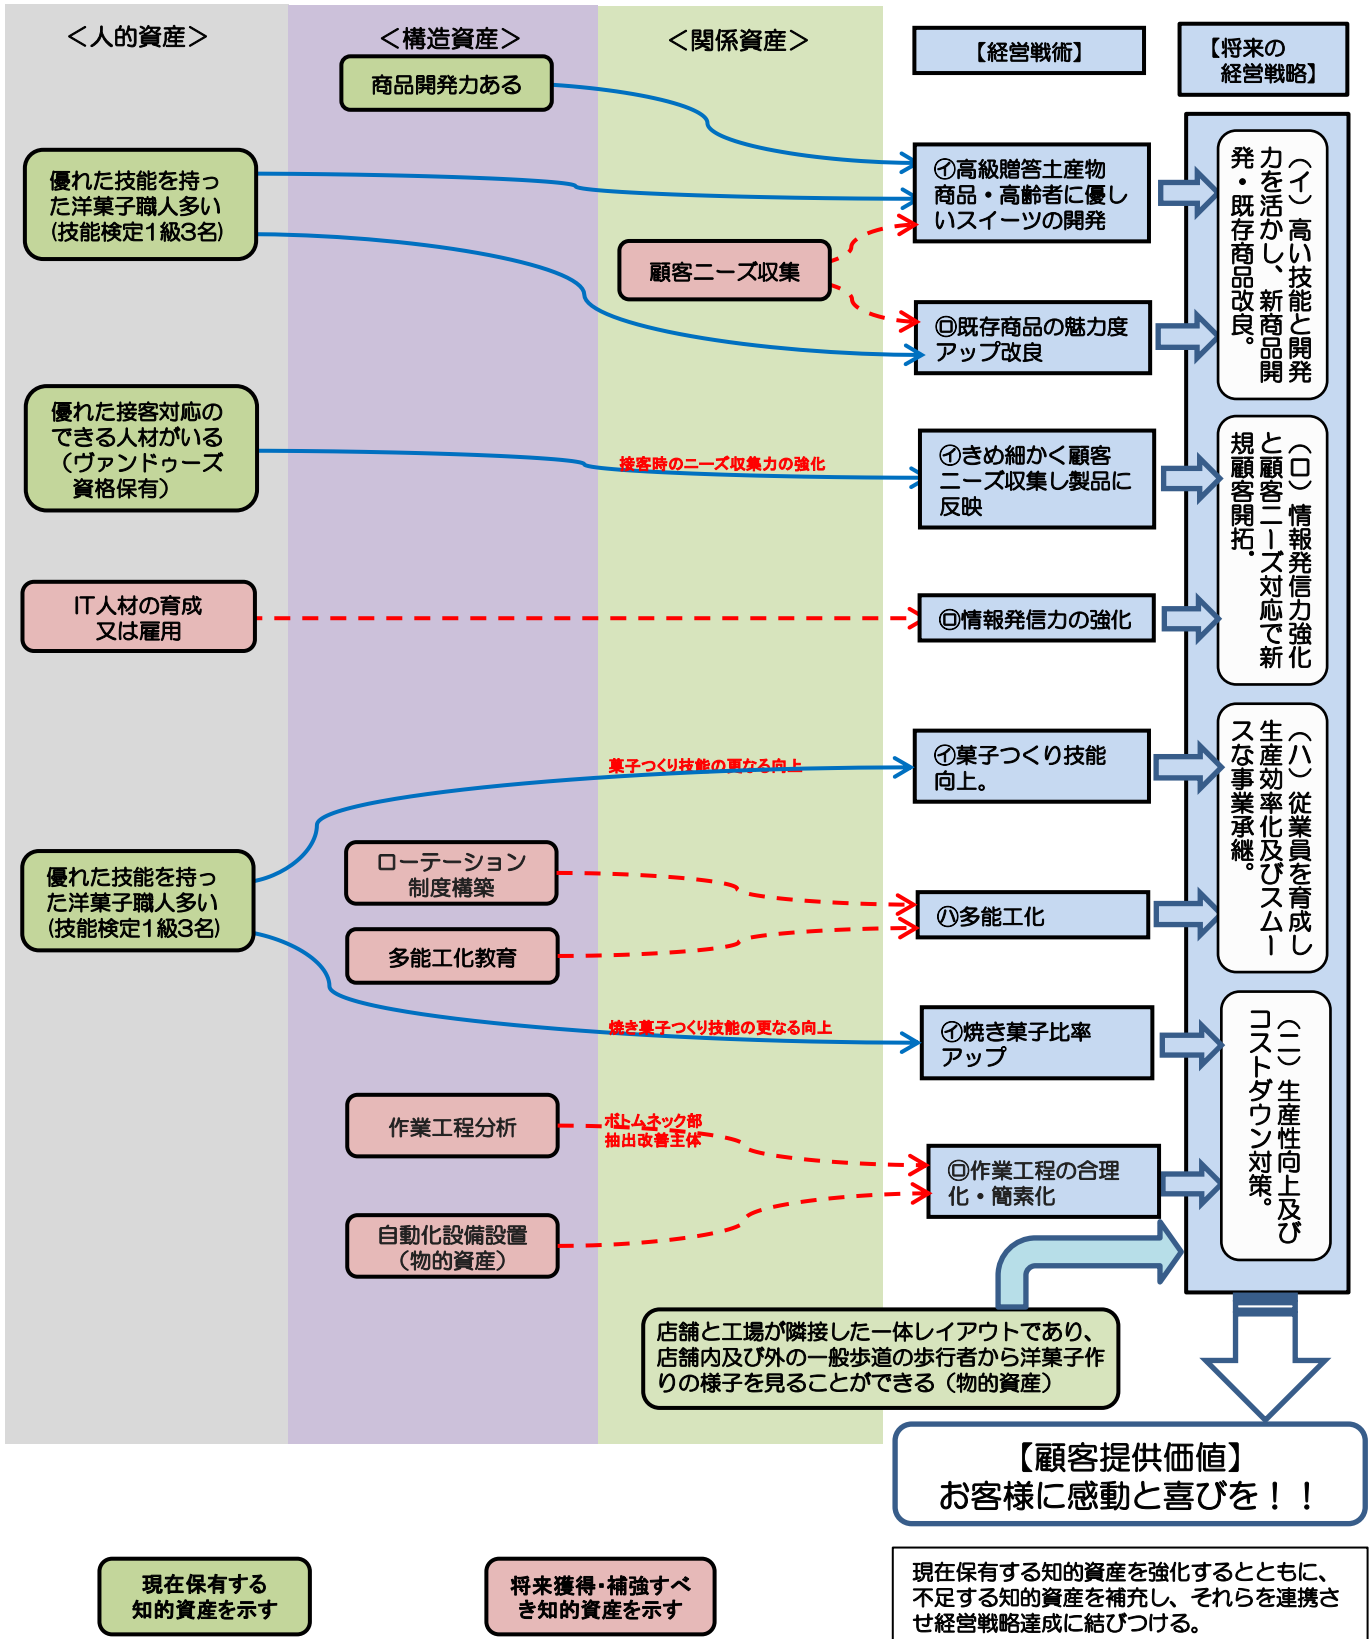 ＜人的資産＞
＜構造資産＞
＜関係資産＞
【経営戦術】
【将来の
経営戦略】
商品開発力ある
優れた技能を持っ
た洋菓子職人多い
(技能検定１級3名)
顧客ニーズ収集
㋑高級贈答土産物
商品・高齢者に優し
いスイーツの開発
㋺既存商品の魅力度
アップ改良
（イ）高い技能と開発
力を活かし、新商品開
発・既存商品改良。
優れた接客対応の
できる人材がいる
（ヴァンドゥーズ
資格保有）
接客時のニーズ収集力の強化
㋑きめ細かく顧客
ニーズ収集し製品に
反映
IT人材の育成
又は雇用
㋺情報発信力の強化
（ロ）情報発信力強化
と顧客ニーズ対応で新
規顧客開拓.
菓子つくり技能の更なる向上
㋑菓子つくり技能
向上。
優れた技能を持っ
た洋菓子職人多い
(技能検定１級3名)
ローテーション
制度構築
多能工化教育
㋩多能工化
（ハ）従業員を育成し
生産効率化及びスムー
スな事業承継。
焼き菓子つくり技能の更なる向上
㋑焼き菓子比率
アップ
作業工程分析
ボトムネック部
抽出改善主体
自動化設備設置
（物的資産）
㋺作業工程の合理
化・簡素化
（ニ）生産性向上及び
コストダウン対策。
店舗と工場が隣接した一体レイアウトであり、
店舗内及び外の一般歩道の歩行者から洋菓子作
りの様子を見ることができる（物的資産）
【顧客提供価値】
お客様に感動と喜びを！！
現在保有する
知的資産を示す
将来獲得・補強すべ
き知的資産を示す
現在保有する知的資産を強化するとともに、
不足する知的資産を補充し、それらを連携さ
せ経営戦略達成に結びつける。